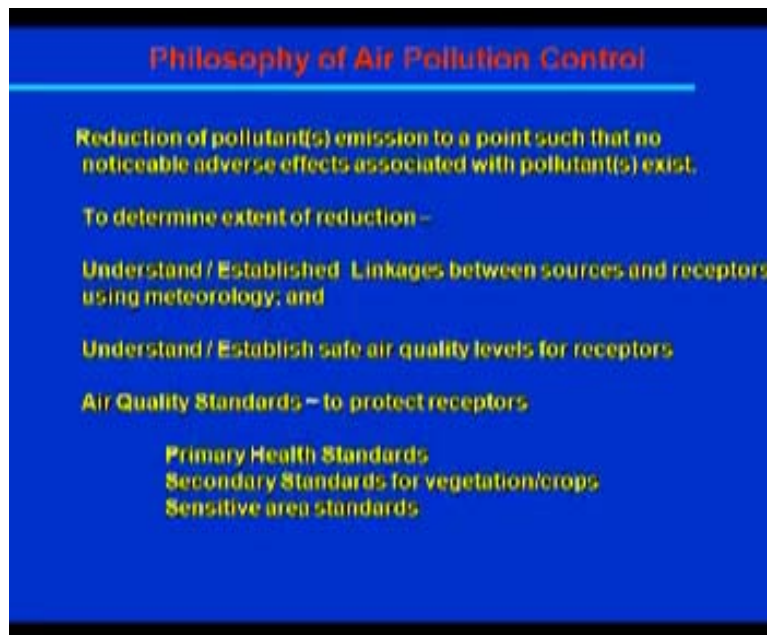 Philosophy of Air Pollution Control
Reduction of pollutant(s) emission to a point such that no
noticeable adverse effects associated with pollutant(s) exist.
To determine extent of reduction –
Understand / Established Linkages between sources and receptors
using meteorology; and
Understand / Establish safe air quality levels for receptors
Air Quality Standards ~ to protect receptors
Primary Health Standards
Secondary Standards for vegetation/crops
Sensitive area standards